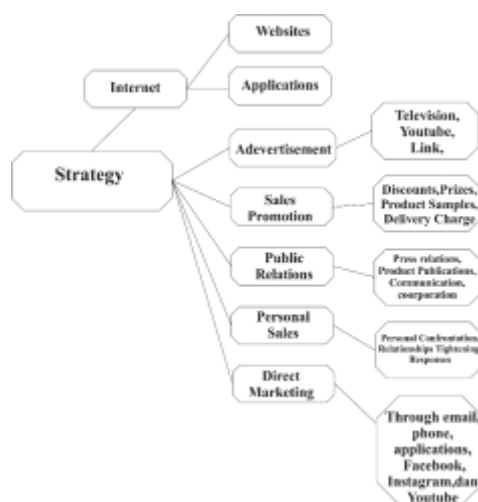 Websites
Internet
Applications
Strategy
Adevertisement
Television,
Youtube,
Link,
Sales
Promotion
Discounts,Prizes,
Product Samples,
Delivery Charge
Public
Relations
Press relations,
Product Publications,
Communication,
coorporation
Personal
Sales
Personal Confrontation,
Relationships Tightening
Responses
Direct
Marketing
Through email,
phone,
applications,
Facebook,
Instagram,dan
Youtube